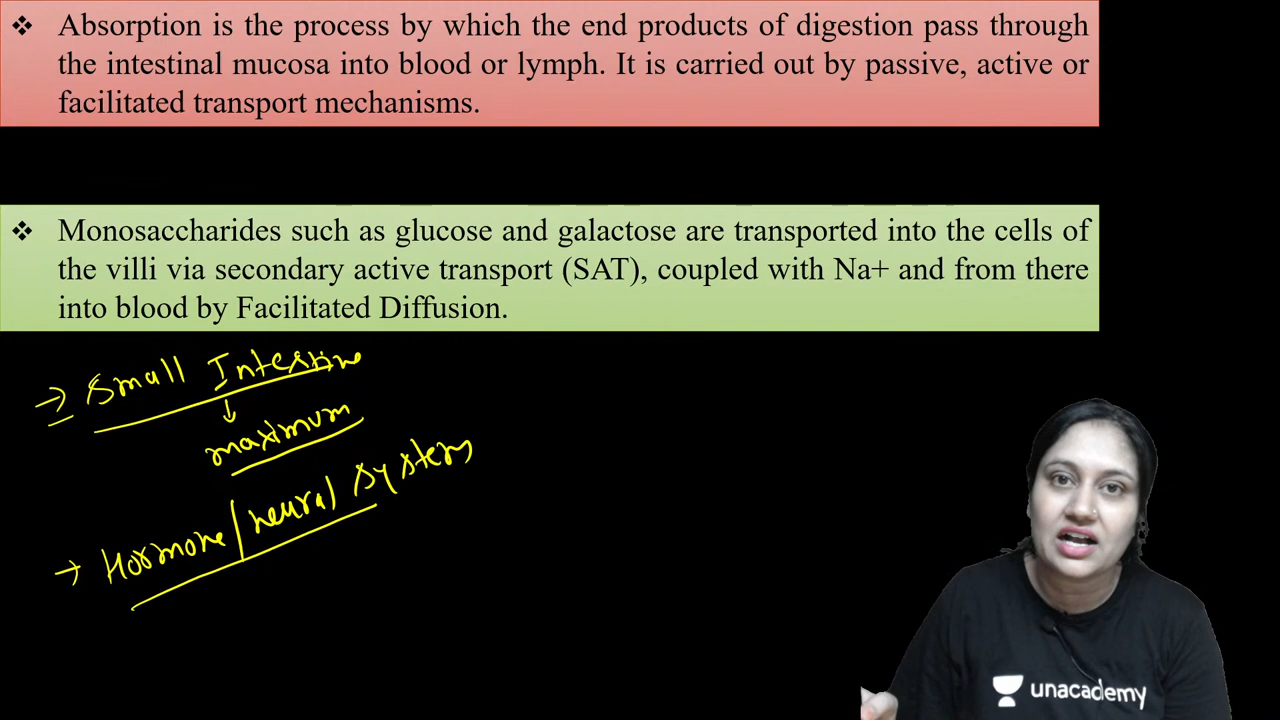 ❖ Absorption is the process by which the end products of digestion pass through
the intestinal mucosa into blood or lymph. It is carried out by passive, active or
facilitated transport mechanisms.
❖ Monosaccharides such as glucose and galactose are transported into the cells of
the villi via secondary active transport (SAT), coupled with Na+ and from there
into blood by Facilitated Diffusion.
→ Small Intestine
↓
maximum
→ Hormone/neural system
unacademy